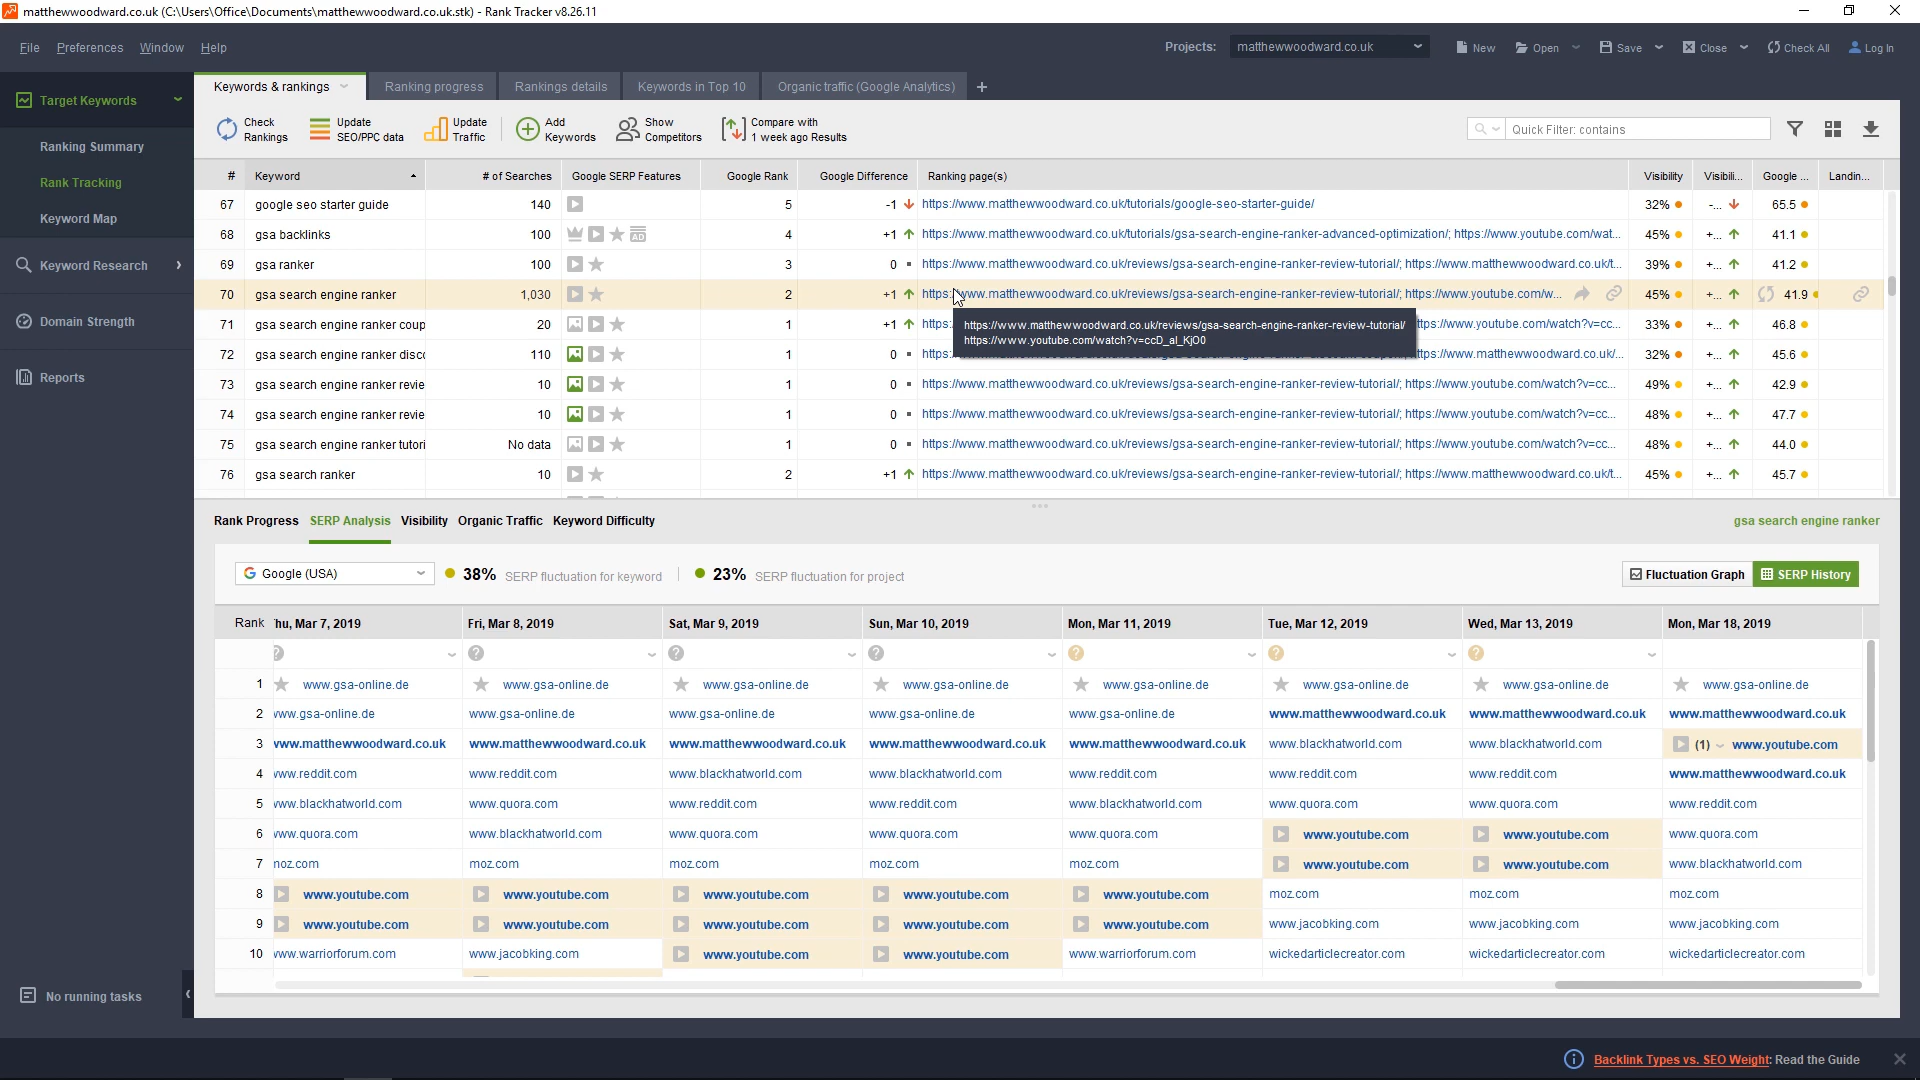 matthewwoodward.co.uk (C:\Users\Office\Documents\matthewwoodward.co.uk.stk) - Rank Tracker v8.26.11
File Preferences Window Help
Projects: matthewwoodward.co.uk New Open Save Close Check All Log In
Target Keywords
Ranking Summary
Rank Tracking
Keyword Map
Keyword Research
Domain Strength
Reports
No running tasks
Keywords & rankings Ranking progress Rankings details Keywords in Top 10 Organic traffic (Google Analytics) +
Check Rankings
Update SEO/PPC data
Update Traffic
Add Keywords
Show Competitors
Compare with 1 week ago Results
Quick Filter: contains
# Keyword # of Searches Google SERP Features Google Rank Google Difference Ranking page(s) Visibility Visibili... Google ... Landin...
67 google seo starter guide 140 5 -1 https://www.matthewwoodward.co.uk/tutorials/google-seo-starter-guide/ 32% -... 65.5
68 gsa backlinks 100 AD 4 +1 https://www.matthewwoodward.co.uk/tutorials/gsa-search-engine-ranker-advanced-optimization/; https://www.youtube.com/wat... 45% +... 41.1
69 gsa ranker 100 3 0 https://www.matthewwoodward.co.uk/reviews/gsa-search-engine-ranker-review-tutorial/; https://www.matthewwoodward.co.uk/t... 39% +... 41.2
70 gsa search engine ranker 1,030 2 +1 https://www.matthewwoodward.co.uk/reviews/gsa-search-engine-ranker-review-tutorial/; https://www.youtube.com/w... 45% +... 41.9
71 gsa search engine ranker coup 20 1 +1 https: https://www.youtube.com/watch?v=cc... 33% +... 46.8
https://www.matthewwoodward.co.uk/reviews/gsa-search-engine-ranker-review-tutorial/
https://www.youtube.com/watch?v=ccD_al_KjO0
72 gsa search engine ranker disc 110 1 0 https: https://www.matthewwoodward.co.uk/... 32% +... 45.6
73 gsa search engine ranker revie 10 1 0 https://www.matthewwoodward.co.uk/reviews/gsa-search-engine-ranker-review-tutorial/; https://www.youtube.com/watch?v=cc... 49% +... 42.9
74 gsa search engine ranker revie 10 1 0 https://www.matthewwoodward.co.uk/reviews/gsa-search-engine-ranker-review-tutorial/; https://www.youtube.com/watch?v=cc... 48% +... 47.7
75 gsa search engine ranker tutori No data 1 0 https://www.matthewwoodward.co.uk/reviews/gsa-search-engine-ranker-review-tutorial/; https://www.youtube.com/watch?v=cc... 48% +... 44.0
76 gsa search ranker 10 2 +1 https://www.matthewwoodward.co.uk/reviews/gsa-search-engine-ranker-review-tutorial/; https://www.matthewwoodward.co.uk/t... 45% +... 45.7
Rank Progress SERP Analysis Visibility Organic Traffic Keyword Difficulty gsa search engine ranker
Google (USA) 38% SERP fluctuation for keyword 23% SERP fluctuation for project Fluctuation Graph SERP History
Rank hu, Mar 7, 2019 Fri, Mar 8, 2019 Sat, Mar 9, 2019 Sun, Mar 10, 2019 Mon, Mar 11, 2019 Tue, Mar 12, 2019 Wed, Mar 13, 2019 Mon, Mar 18, 2019
? ? ? ? ? ? ?
1 www.gsa-online.de www.gsa-online.de www.gsa-online.de www.gsa-online.de www.gsa-online.de www.gsa-online.de www.gsa-online.de www.gsa-online.de
2 www.gsa-online.de www.gsa-online.de www.gsa-online.de www.gsa-online.de www.gsa-online.de www.matthewwoodward.co.uk www.matthewwoodward.co.uk www.matthewwoodward.co.uk
3 www.matthewwoodward.co.uk www.matthewwoodward.co.uk www.matthewwoodward.co.uk www.matthewwoodward.co.uk www.matthewwoodward.co.uk www.blackhatworld.com www.blackhatworld.com (1) www.youtube.com
4 www.reddit.com www.reddit.com www.blackhatworld.com www.blackhatworld.com www.reddit.com www.reddit.com www.reddit.com www.matthewwoodward.co.uk
5 www.blackhatworld.com www.quora.com www.reddit.com www.reddit.com www.blackhatworld.com www.quora.com www.quora.com www.reddit.com
6 www.quora.com www.blackhatworld.com www.quora.com www.quora.com www.quora.com www.youtube.com www.youtube.com www.quora.com
7 moz.com moz.com moz.com moz.com moz.com www.youtube.com www.youtube.com www.blackhatworld.com
8 www.youtube.com www.youtube.com www.youtube.com www.youtube.com www.youtube.com moz.com moz.com moz.com
9 www.youtube.com www.youtube.com www.youtube.com www.youtube.com www.youtube.com www.jacobking.com www.jacobking.com www.jacobking.com
10 www.warriorforum.com www.jacobking.com www.youtube.com www.youtube.com www.warriorforum.com wickedarticlecreator.com wickedarticlecreator.com wickedarticlecreator.com
Backlink Types vs. SEO Weight: Read the Guide